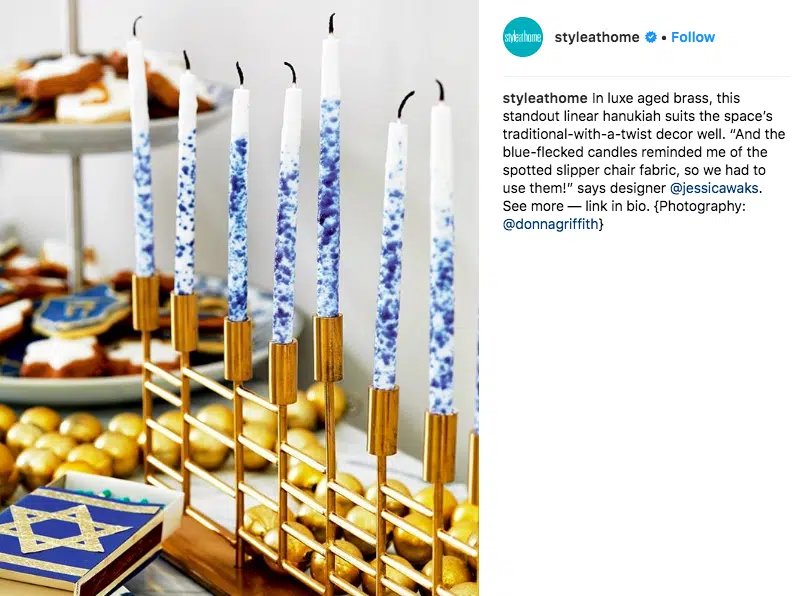 styleathome
styleathome • Follow
styleathome In luxe aged brass, this
standout linear hanukiah suits the space’s
traditional-with-a-twist decor well. “And the
blue-flecked candles reminded me of the
spotted slipper chair fabric, so we had to
use them!” says designer @jessicawaks.
See more — link in bio. {Photography:
@donnagriffith}